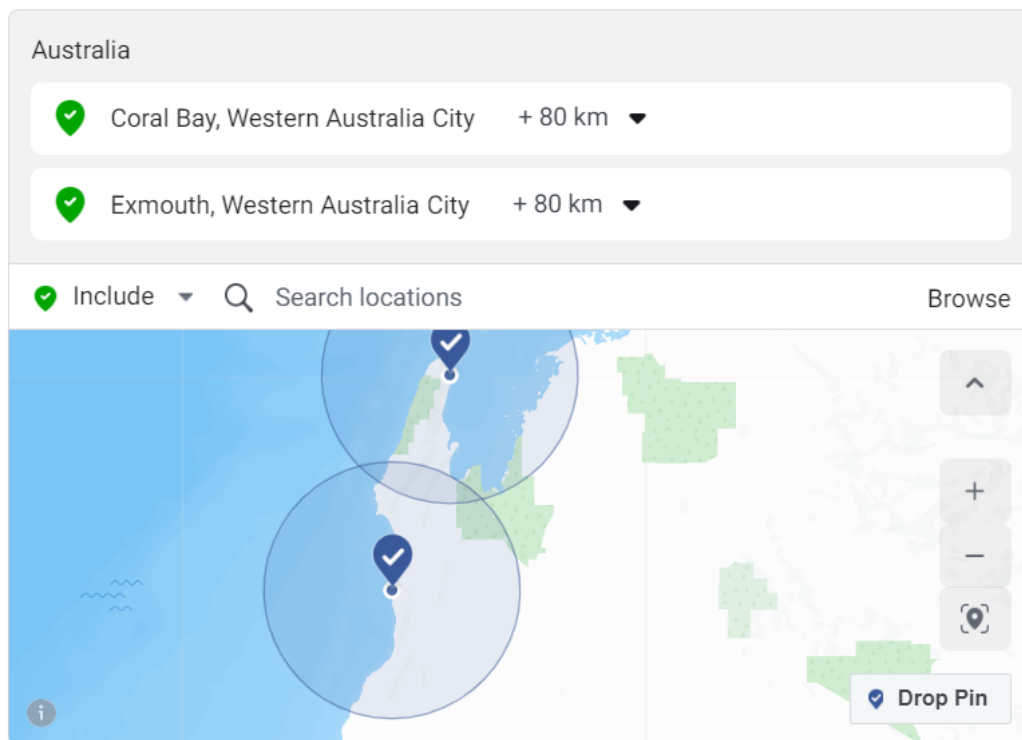 Australia
Coral Bay, Western Australia City + 80 km
Exmouth, Western Australia City + 80 km
Include Search locations Browse
Drop Pin